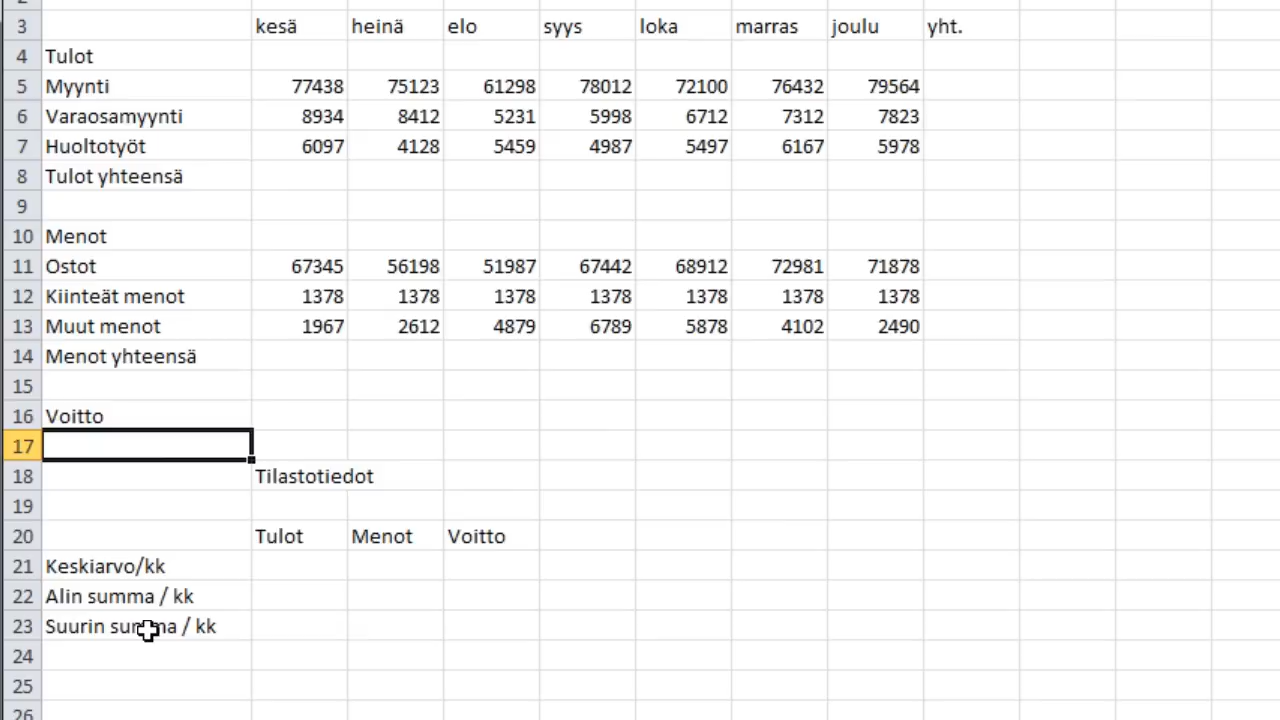 3 kesä heinä elo syys loka marras joulu yht.
4 Tulot
5 Myynti 77438 75123 61298 78012 72100 76432 79564
6 Varaosamyynti 8934 8412 5231 5998 6712 7312 7823
7 Huoltotyöt 6097 4128 5459 4987 5497 6167 5978
8 Tulot yhteensä
9
10 Menot
11 Ostot 67345 56198 51987 67442 68912 72981 71878
12 Kiinteät menot 1378 1378 1378 1378 1378 1378 1378
13 Muut menot 1967 2612 4879 6789 5878 4102 2490
14 Menot yhteensä
15
16 Voitto
17
18 Tilastotiedot
19
20 Tulot Menot Voitto
21 Keskiarvo/kk
22 Alin summa / kk
23 Suurin summa / kk
24
25
26